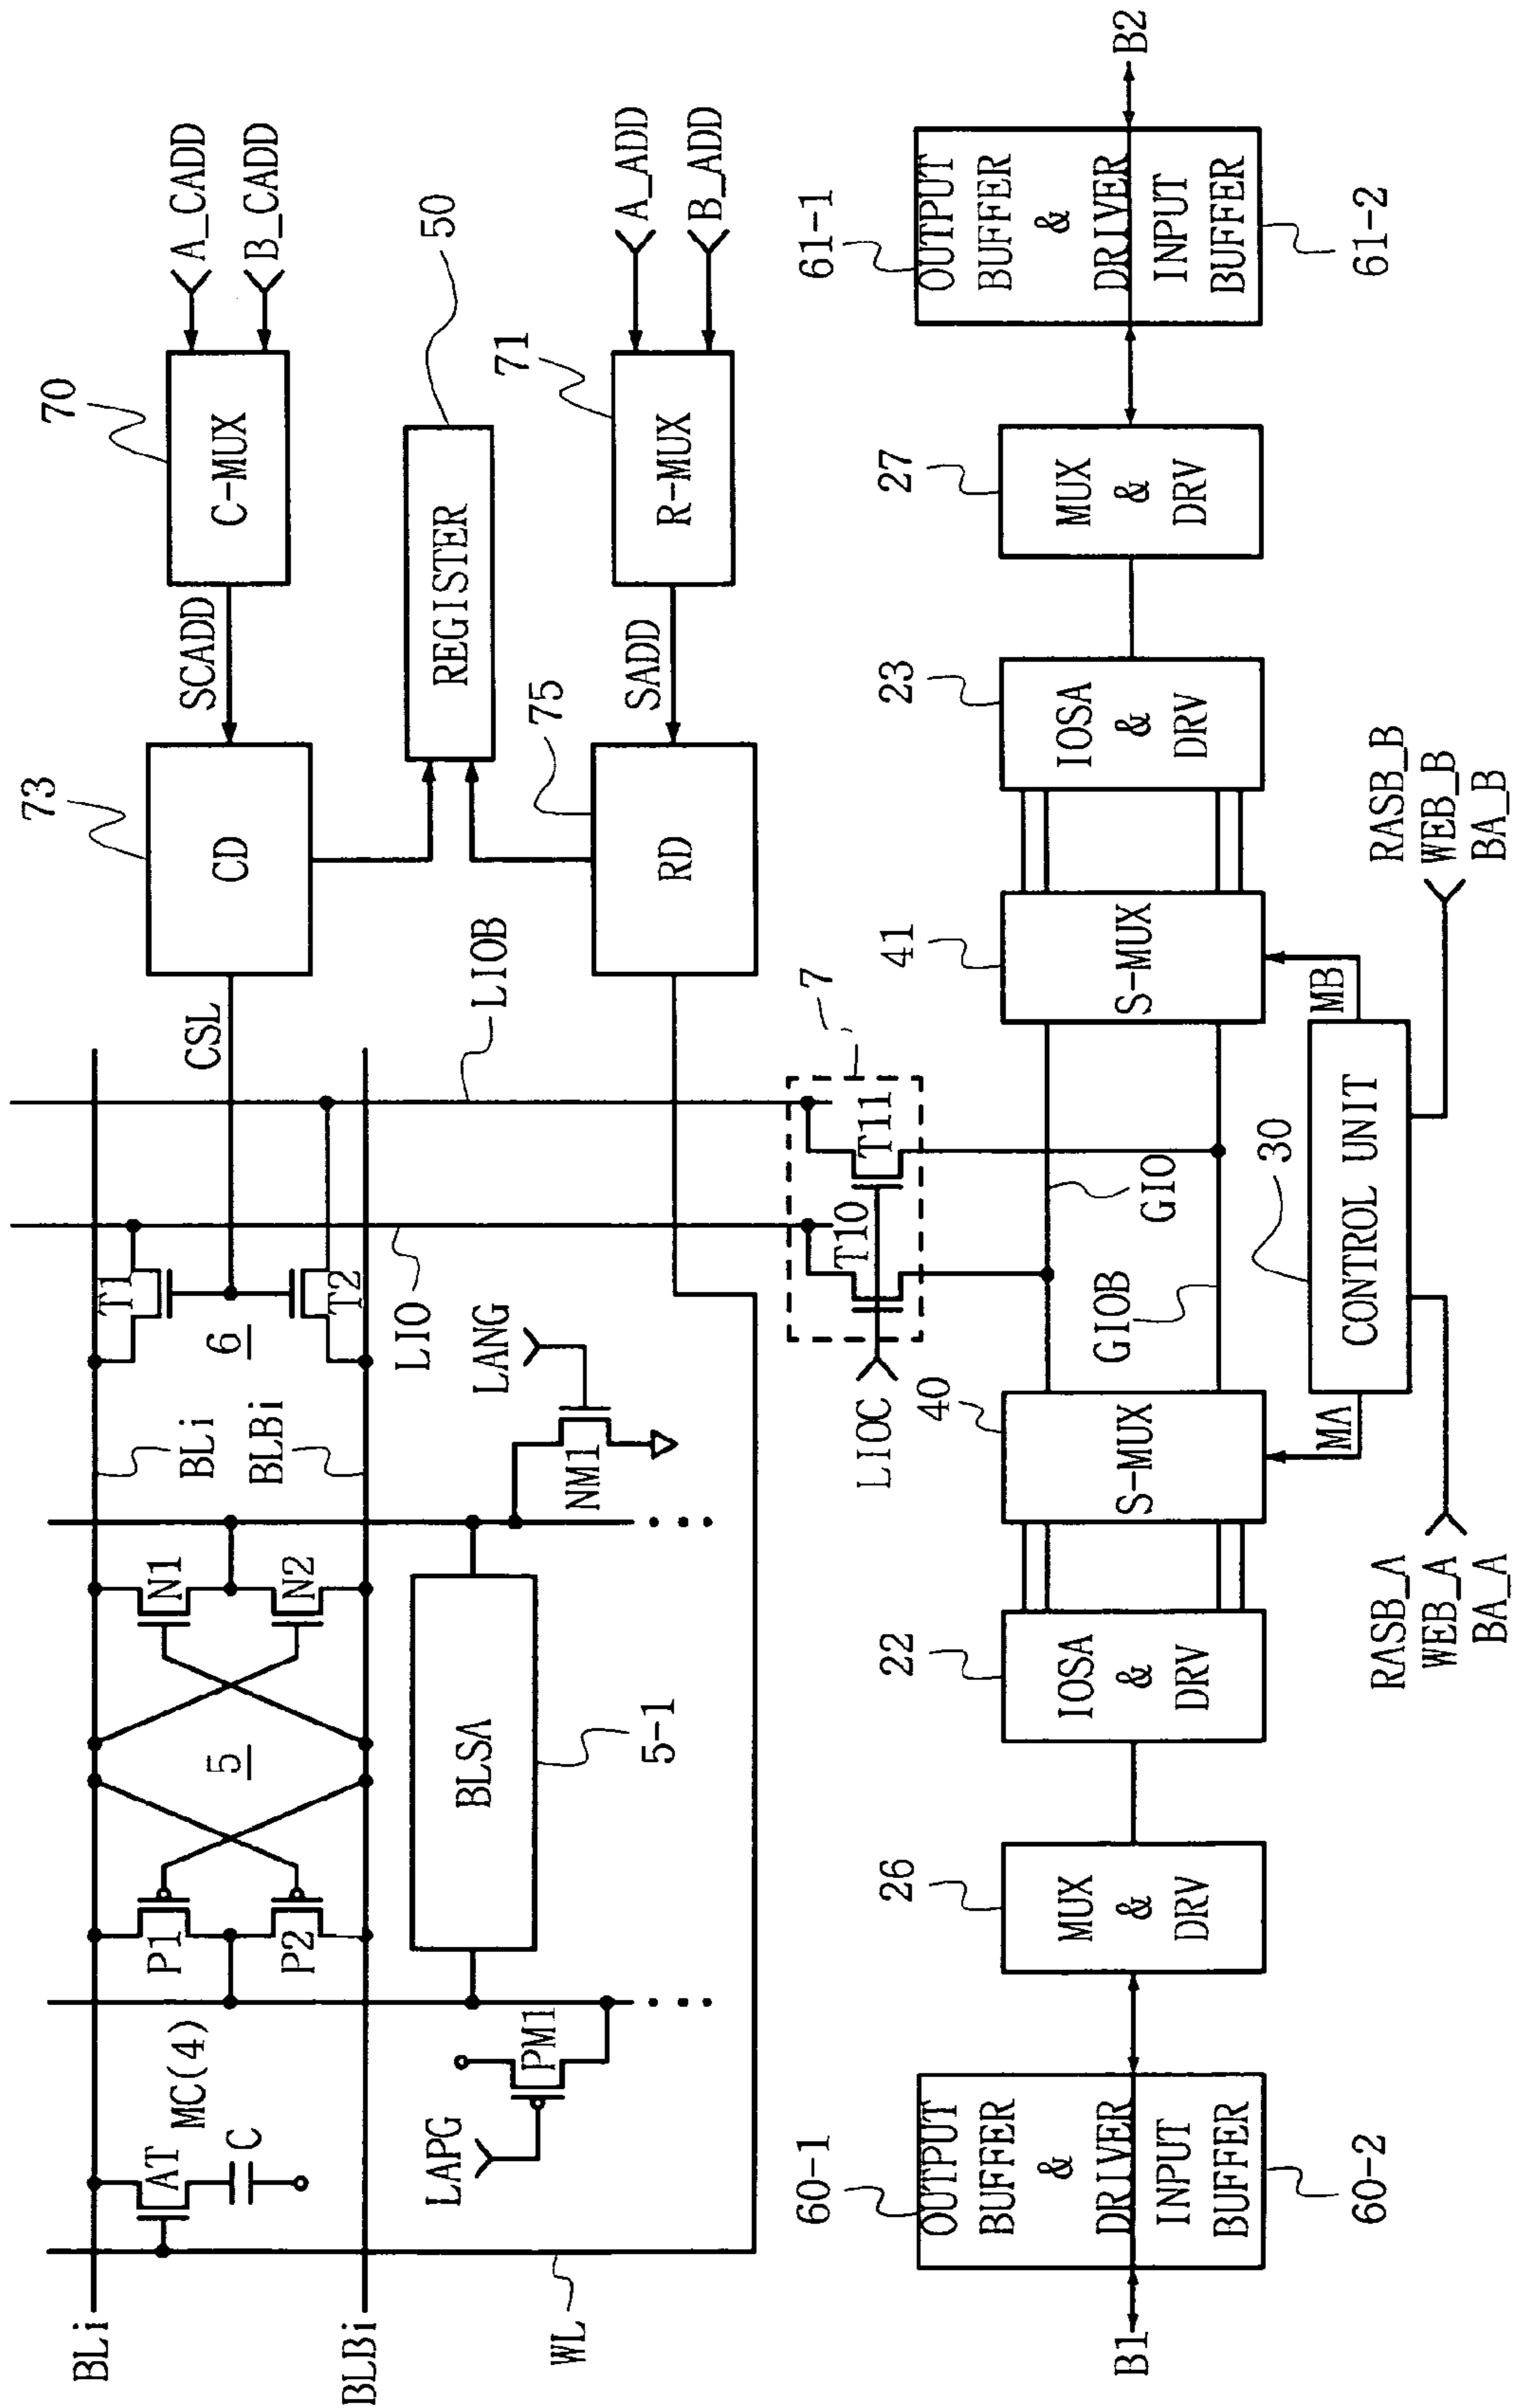 BLi
BLBi
WL
AT
MC(4)
C
P1
P2
5
N1
N2
BLi
BLBi
6
T1
T2
CSL
73
CD
SCADD
70
C-MUX
A_CADD
B_CADD
50
REGISTER
LAPG
PM1
BLSA
5-1
NM1
LANG
LIO
LIOB
75
RD
SADD
71
R-MUX
A_ADD
B_ADD
LIOC
T10
T11
7
B1
60-1
OUTPUT
BUFFER
&
DRIVER
INPUT
BUFFER
60-2
26
MUX
&
DRV
22
IOSA
&
DRV
40
S-MUX
GIOB
GIO
41
S-MUX
23
IOSA
&
DRV
27
MUX
&
DRV
61-1
OUTPUT
BUFFER
&
DRIVER
INPUT
BUFFER
61-2
B2
MA
30
CONTROL UNIT
MB
RASB_A
WEB_A
BA_A
RASB_B
WEB_B
BA_B